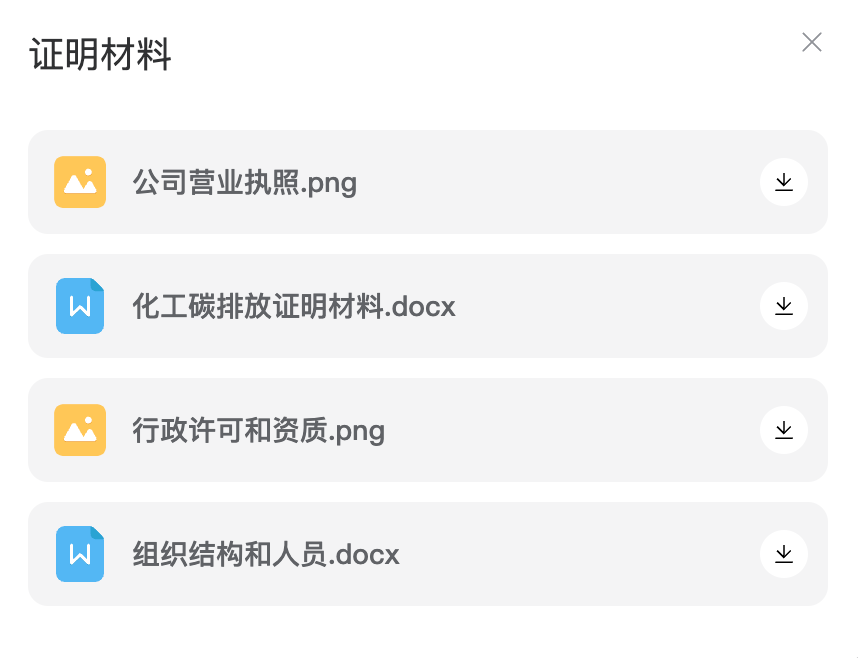 证明材料
公司营业执照.png
化工碳排放证明材料.docx
行政许可和资质.png
组织结构和人员.docx